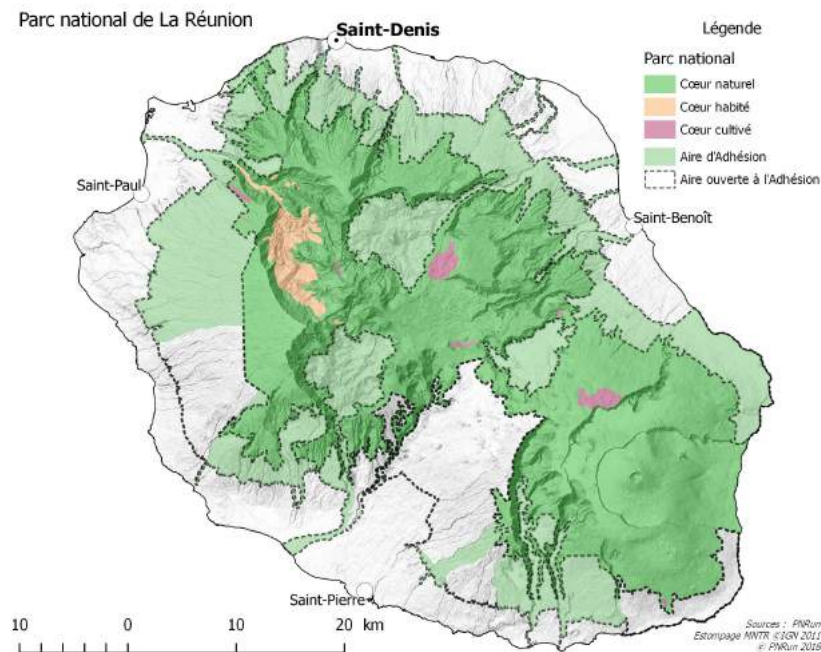 Parc national de La Réunion
Saint-Denis
Légende
Parc national
Cœur naturel
Cœur habité
Cœur cultivé
Aire d'Adhésion
Aire ouverte à l'Adhésion
Saint-Paul
Saint-Benoît
Saint-Pierre
10 0 10 20 km
Sources : PNRun
Estompage MNTR ©IGN 2011
© PNRun 2018